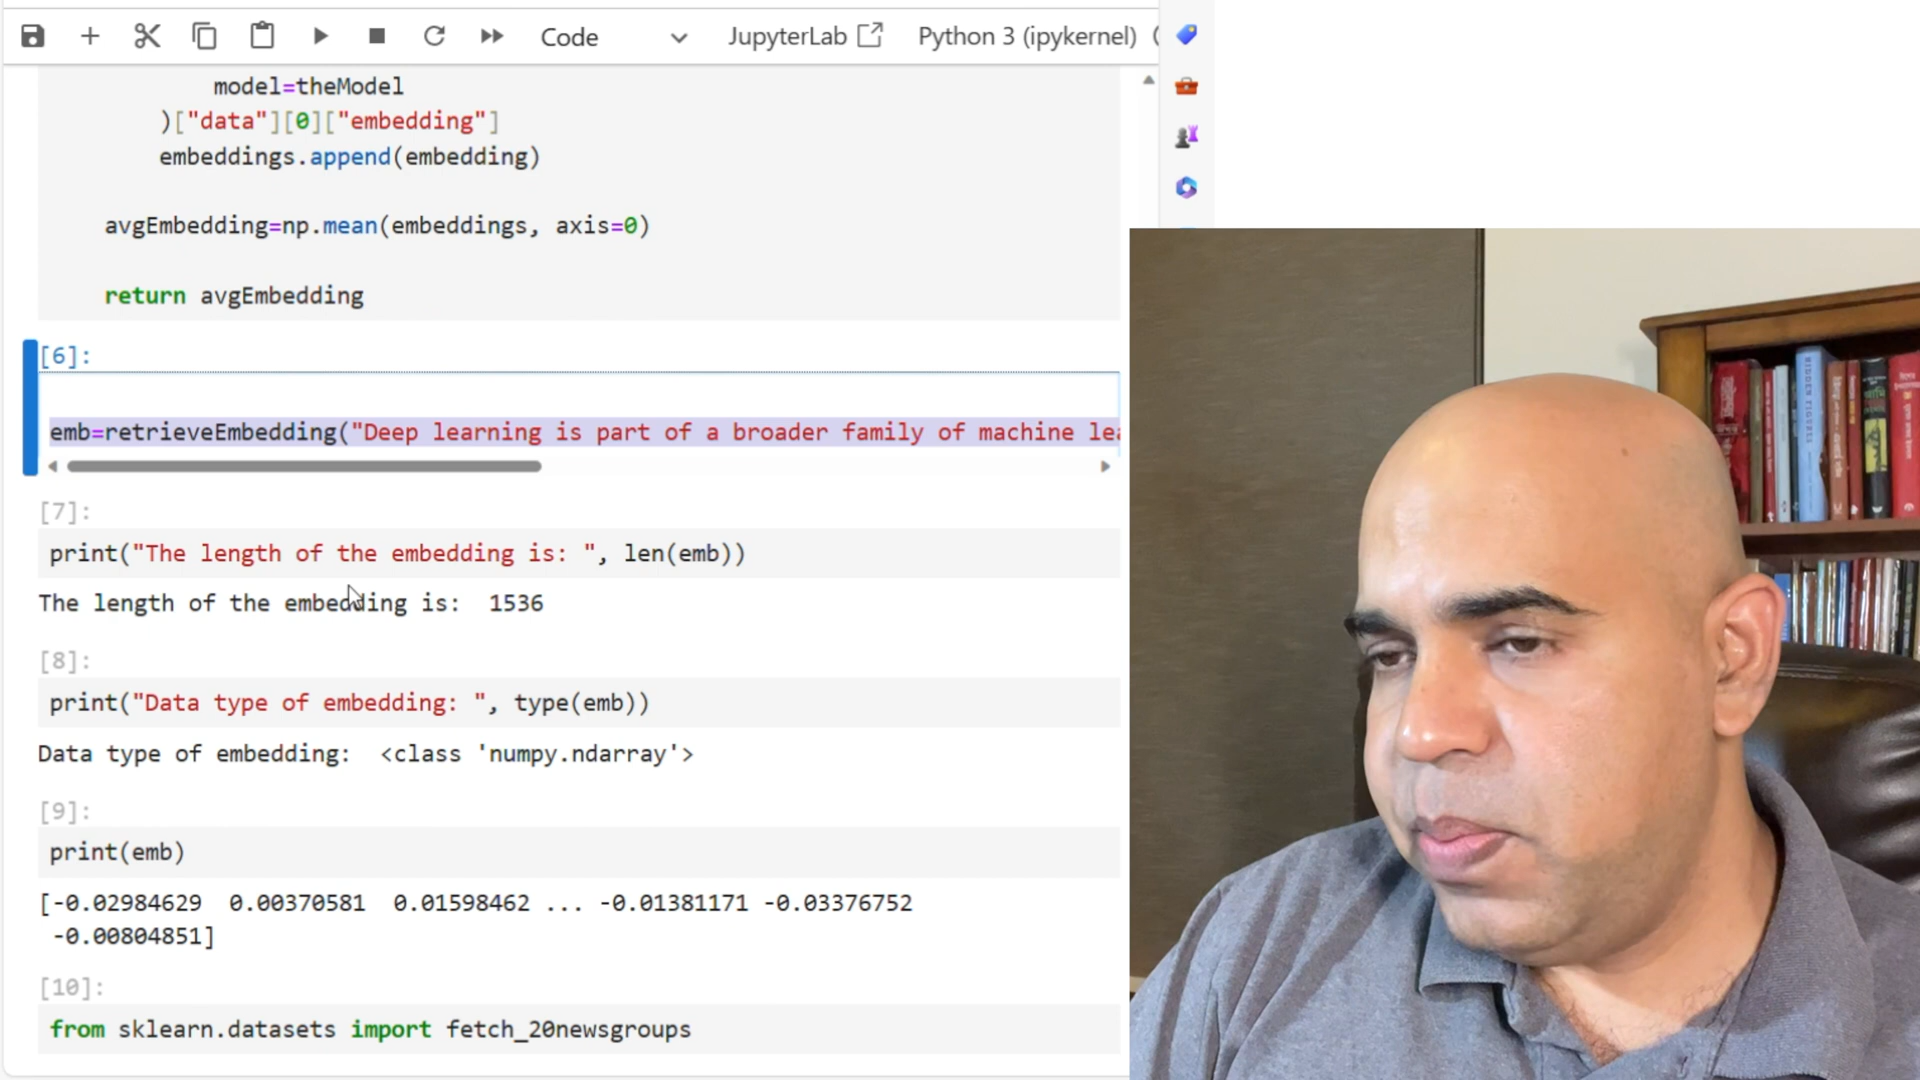 Code JupyterLab Python 3 (ipykernel)
model=theModel
)["data"][0]["embedding"]
embeddings.append(embedding)
avgEmbedding=np.mean(embeddings, axis=0)
return avgEmbedding
[6]:
emb=retrieveEmbedding("Deep learning is part of a broader family of machine lea
[7]:
print("The length of the embedding is: ", len(emb))
The length of the embedding is:  1536
[8]:
print("Data type of embedding: ", type(emb))
Data type of embedding:  <class 'numpy.ndarray'>
[9]:
print(emb)
[-0.02984629  0.00370581  0.01598462 ... -0.01381171 -0.03376752
-0.00804851]
[10]:
from sklearn.datasets import fetch_20newsgroups